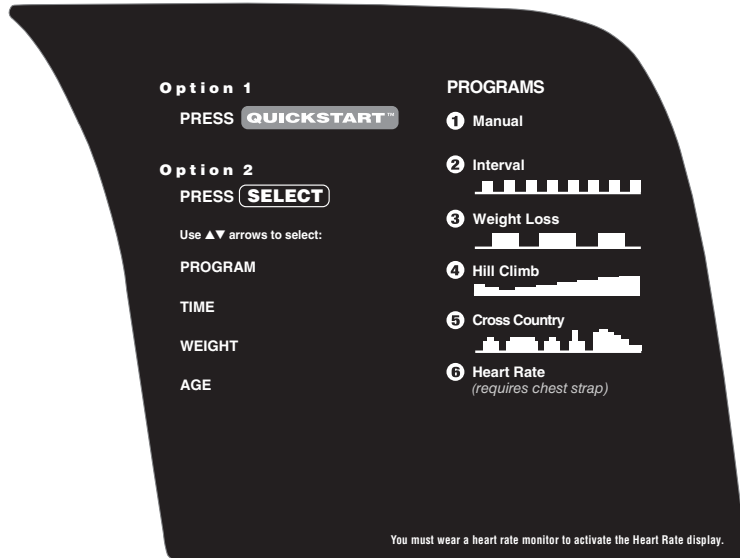 Option 1
PRESS QUICKSTART™
Option 2
PRESS SELECT
Use ▲▼ arrows to select:
PROGRAM
TIME
WEIGHT
AGE
PROGRAMS
1 Manual
2 Interval
3 Weight Loss
4 Hill Climb
5 Cross Country
6 Heart Rate
(requires chest strap)
You must wear a heart rate monitor to activate the Heart Rate display.